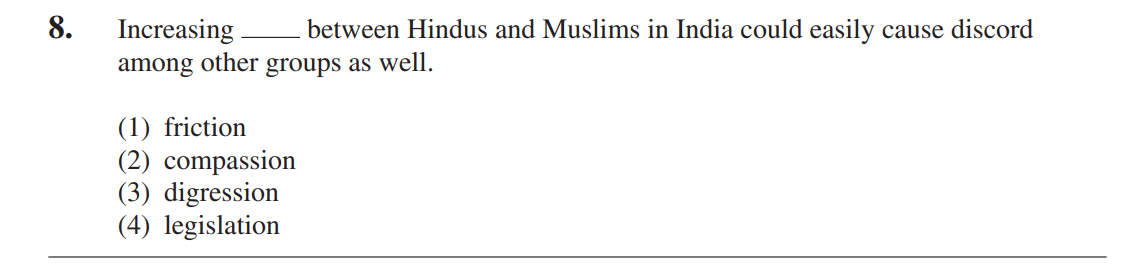 8. Increasing ____ between Hindus and Muslims in India could easily cause discord
among other groups as well.
(1) friction
(2) compassion
(3) digression
(4) legislation